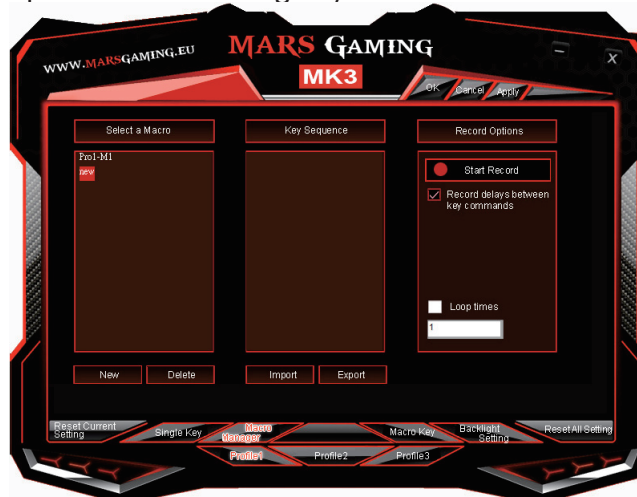 WWW.MARSGAMING.EU
MARS GAMING
MK3
X
OK Cancel Apply
Select a Macro
Key Sequence
Record Options
Pro1-M1
new
Start Record
Record delays between
key commands
Loop times
1
New
Delete
Import
Export
Reset Current
Setting
Single Key
Macro
Manager
Macro Key
Backlight
Setting
Reset All Setting
Profile1
Profile2
Profile3